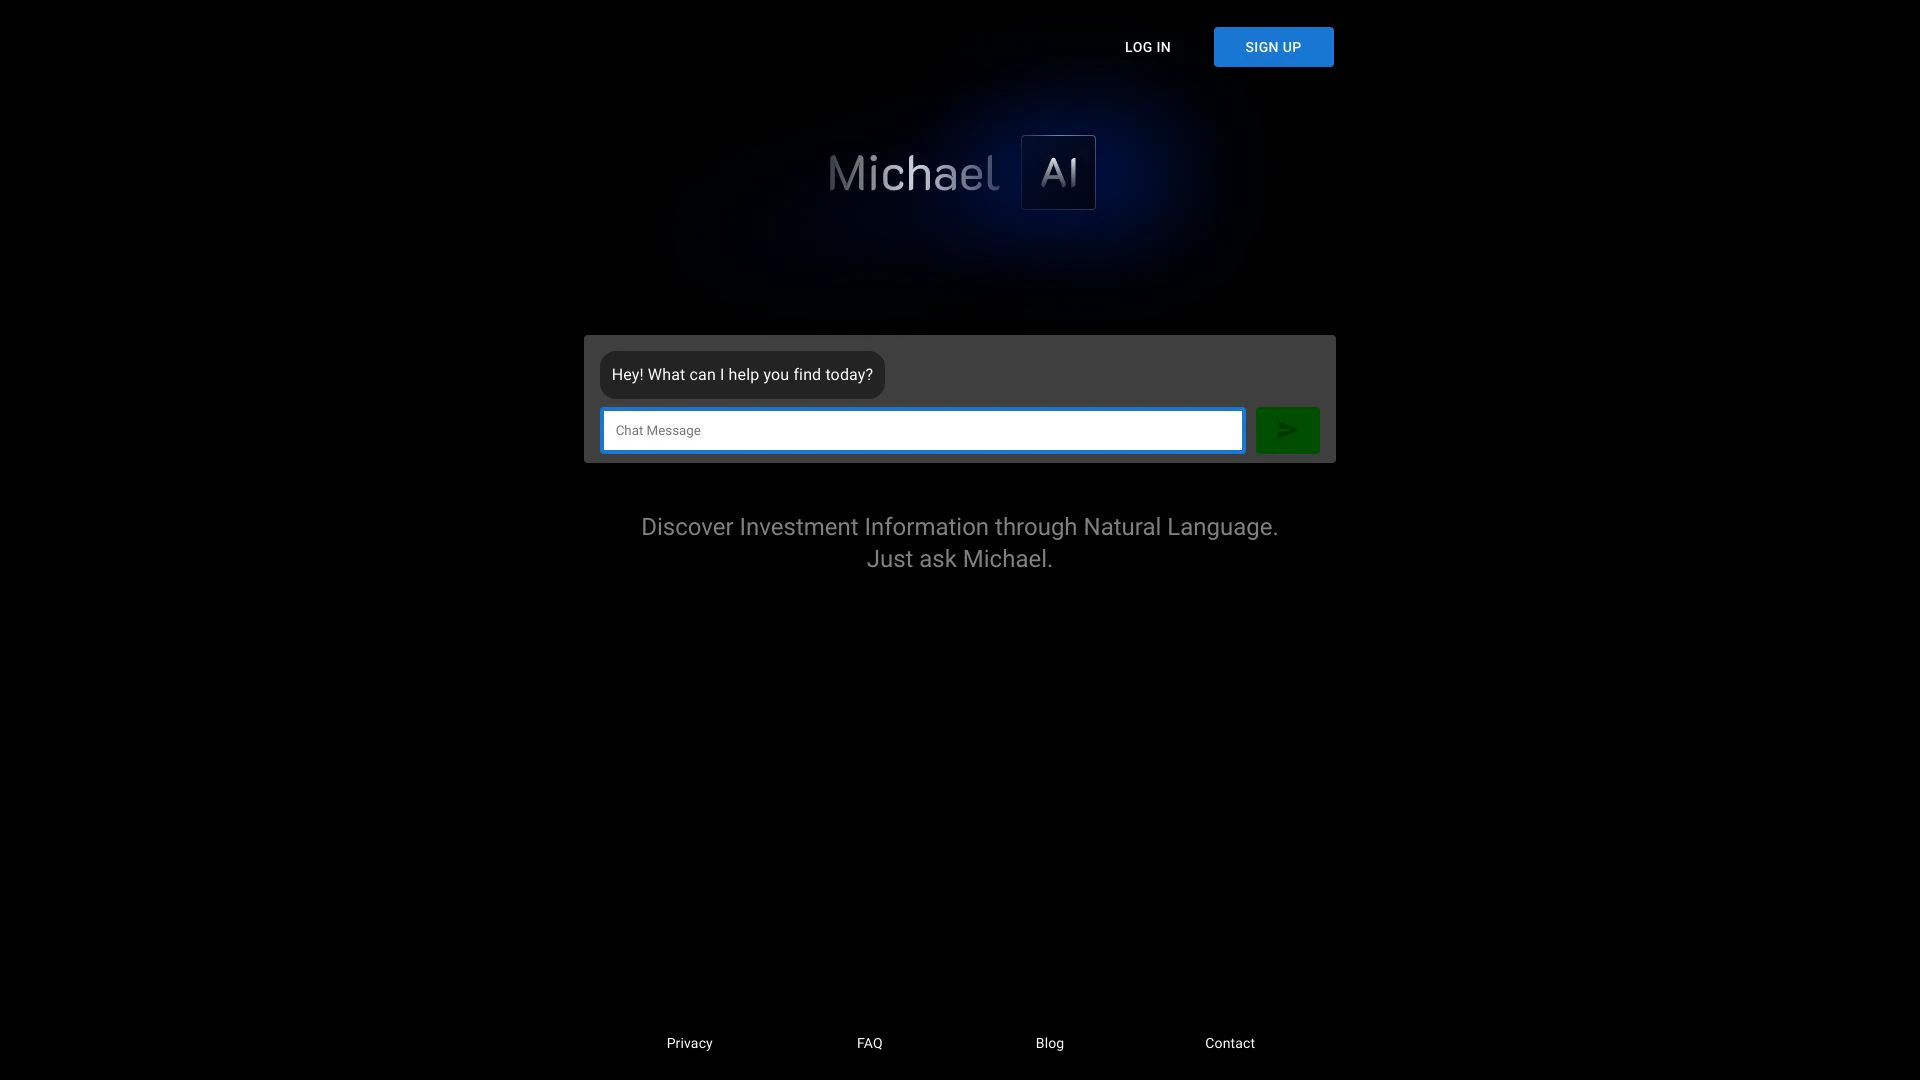 LOG IN
SIGN UP
Michael AI
Hey! What can I help you find today?
Chat Message
Discover Investment Information through Natural Language.
Just ask Michael.
Privacy
FAQ
Blog
Contact